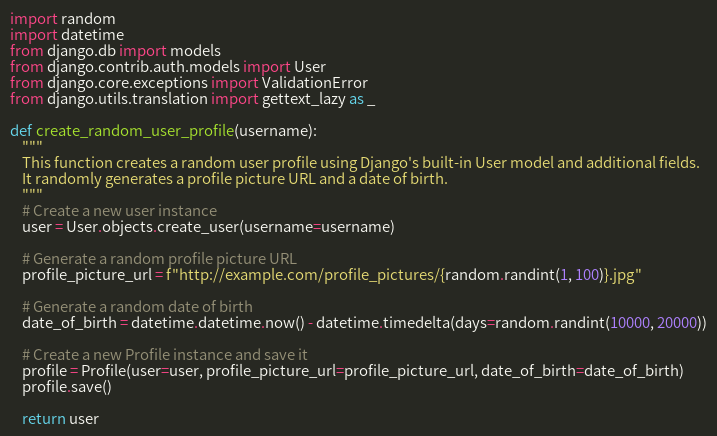 import random
import datetime
from django.db import models
from django.contrib.auth.models import User
from django.core.exceptions import ValidationError
from django.utils.translation import gettext_lazy as _

def create_random_user_profile(username):
    """
    This function creates a random user profile using Django's built-in User model and additional fields.
    It randomly generates a profile picture URL and a date of birth.
    """
    # Create a new user instance
    user = User.objects.create_user(username=username)

    # Generate a random profile picture URL
    profile_picture_url = f"http://example.com/profile_pictures/{random.randint(1, 100)}.jpg"

    # Generate a random date of birth
    date_of_birth = datetime.datetime.now() - datetime.timedelta(days=random.randint(10000, 20000))

    # Create a new Profile instance and save it
    profile = Profile(user=user, profile_picture_url=profile_picture_url, date_of_birth=date_of_birth)
    profile.save()

    return user